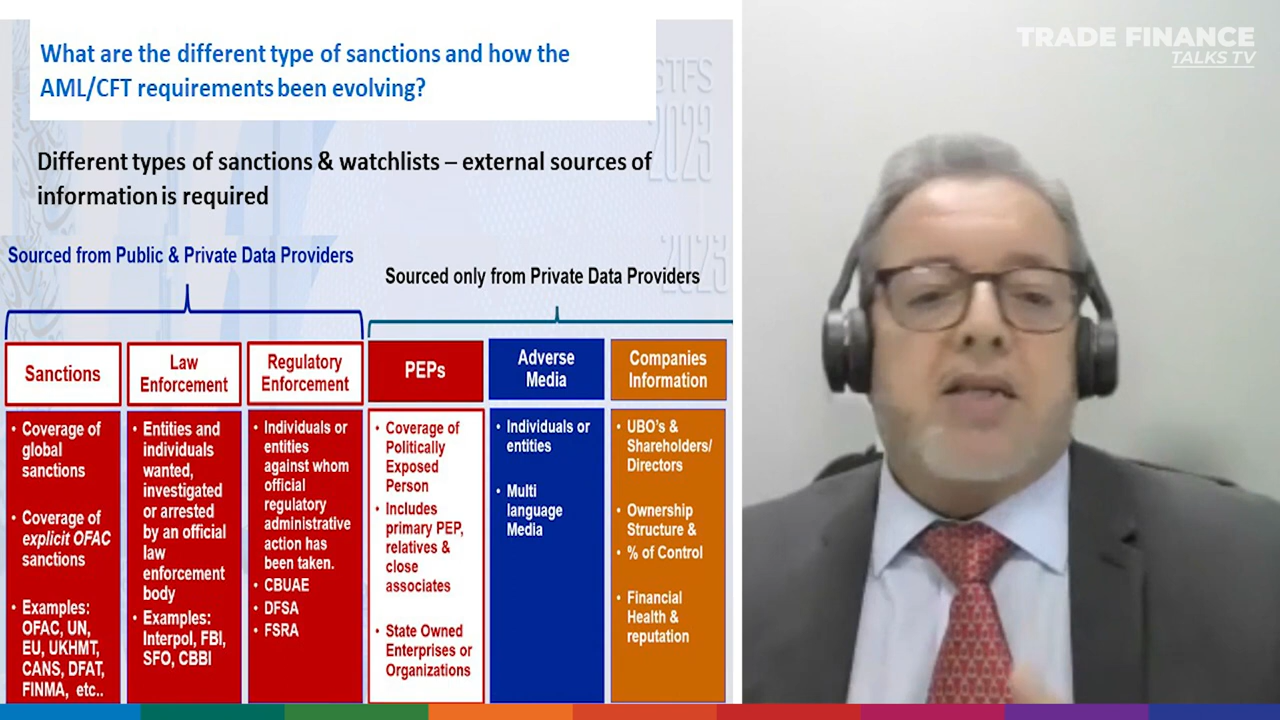 What are the different type of sanctions and how the
AML/CFT requirements been evolving?
Different types of sanctions & watchlists – external sources of
information is required
Sourced from Public & Private Data Providers
Sourced only from Private Data Providers
Sanctions
• Coverage of
global
sanctions
• Coverage of
explicit OFAC
sanctions
• Examples:
OFAC, UN,
EU, UKHMT,
CANS, DFAT,
FINMA, etc..
Law
Enforcement
• Entities and
individuals
wanted,
investigated
or arrested
by an official
law
enforcement
body
• Examples:
Interpol, FBI,
SFO, CBBI
Regulatory
Enforcement
• Individuals or
entities
against whom
official
regulatory
administrative
action has
been taken.
• CBUAE
• DFSA
• FSRA
PEPs
• Coverage of
Politically
Exposed
Person
• Includes
primary PEP,
relatives &
close
associates
• State Owned
Enterprises or
Organizations
Adverse
Media
• Individuals or
entities
• Multi
language
Media
Companies
Information
• UBO's &
Shareholders/
Directors
• Ownership
Structure &
• % of Control
• Financial
Health &
reputation
STFS
2023
2023
TRADE FINANCE
TALKS TV